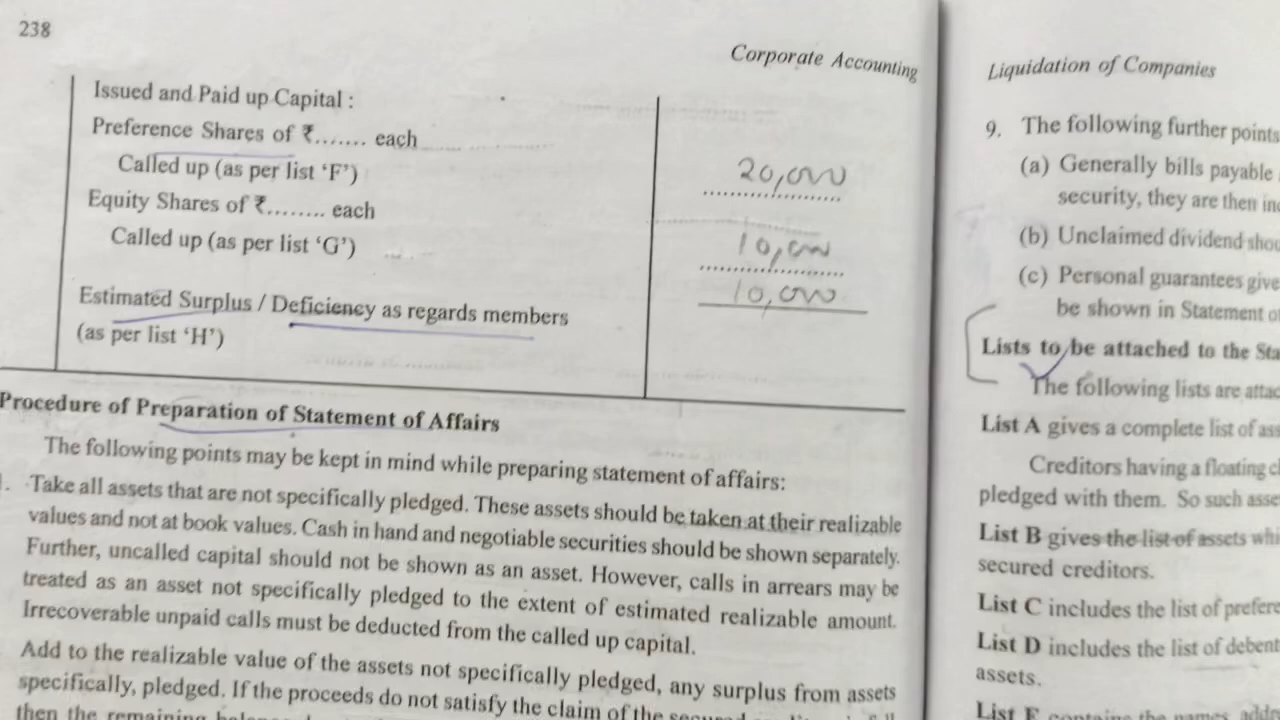 238
Corporate Accounting
Issued and Paid up Capital :
Preference Shares of ₹....... each
Called up (as per list ‘F’)
20,000
Equity Shares of ₹........ each
Called up (as per list ‘G’)
10,000
10,000
Estimated Surplus / Deficiency as regards members
(as per list ‘H’)
Procedure of Preparation of Statement of Affairs
The following points may be kept in mind while preparing statement of affairs:
Take all assets that are not specifically pledged. These assets should be taken at their realizable
values and not at book values. Cash in hand and negotiable securities should be shown separately.
Further, uncalled capital should not be shown as an asset. However, calls in arrears may be
treated as an asset not specifically pledged to the extent of estimated realizable amount.
Irrecoverable unpaid calls must be deducted from the called up capital.
Add to the realizable value of the assets not specifically pledged, any surplus from assets
specifically, pledged. If the proceeds do not satisfy the claim of the
then the remaining
Liquidation of Companies
9. The following further points
(a) Generally bills payable
security, they are then
(b) Unclaimed dividend
(c) Personal guarantees
be shown in Statement
Lists to be attached to the
The following lists are
List A gives a complete list of
Creditors having a floating
pledged with them. So such
List B gives the list of assets
secured creditors.
List C includes the list of
List D includes the list of
assets.
List E contains the names